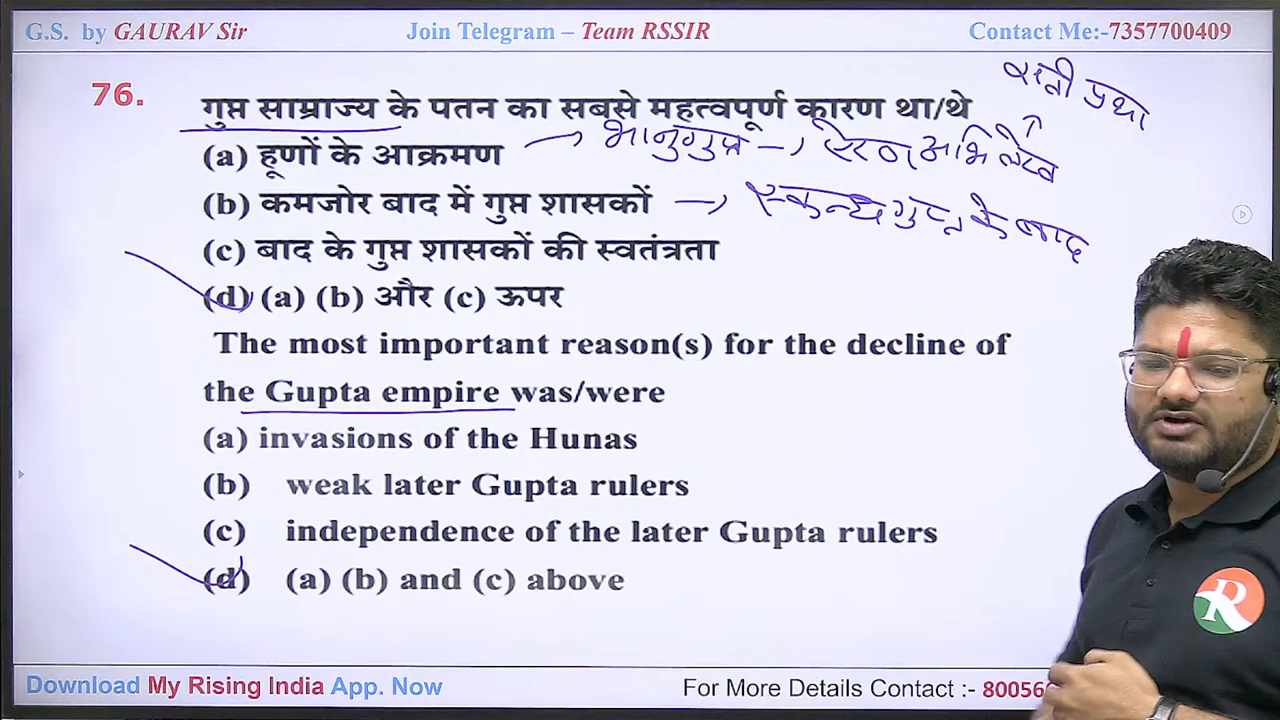 G.S. by GAURAV Sir
Join Telegram – Team RSSIR
Contact Me:-7357700409
सती प्रथा
76.
गुप्त साम्राज्य के पतन का सबसे महत्वपूर्ण कारण था/थे
(a) हूणों के आक्रमण → भानुगुप्त → ऐरण अभिलेख
(b) कमजोर बाद में गुप्त शासकों → स्कन्दगुप्त के बाद
(c) बाद के गुप्त शासकों की स्वतंत्रता
(d) (a) (b) और (c) ऊपर
The most important reason(s) for the decline of
the Gupta empire was/were
(a) invasions of the Hunas
(b) weak later Gupta rulers
(c) independence of the later Gupta rulers
(d) (a) (b) and (c) above
R
Download My Rising India App. Now
For More Details Contact :- 80056